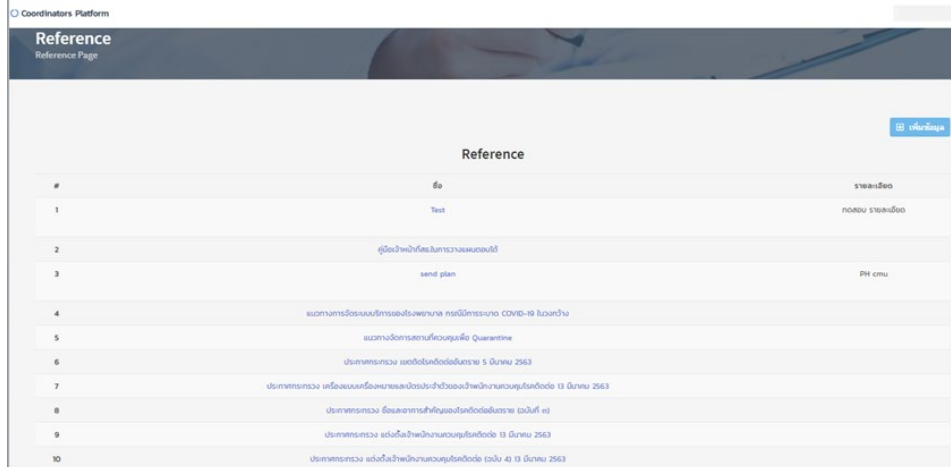 Coordinators Platform
Reference
Reference Page
เพิ่มข้อมูล
Reference
# ชื่อ รายละเอียด
1 Test ทดสอบ รายละเอียด
2 คู่มือเจ้าหน้าที่สธ.ในการวางแผนตอบโต้
3 send plan PH cmu
4 แนวทางการจัดระบบบริการของโรงพยาบาล กรณีมีการระบาด COVID-19 ในวงกว้าง
5 แนวทางจัดการสถานที่ควบคุมเพื่อ Quarantine
6 ประกาศกระทรวง เขตติดโรคติดต่ออันตราย 5 มีนาคม 2563
7 ประกาศกระทรวง เครื่องแบบเครื่องหมายและบัตรประจำตัวของเจ้าพนักงานควบคุมโรคติดต่อ 13 มีนาคม 2563
8 ประกาศกระทรวง ชื่อและอาการสำคัญของโรคติดต่ออันตราย (ฉบับที่ ๓)
9 ประกาศกระทรวง แต่งตั้งเจ้าพนักงานควบคุมโรคติดต่อ 13 มีนาคม 2563
10 ประกาศกระทรวง แต่งตั้งเจ้าพนักงานควบคุมโรคติดต่อ (ฉบับ 4) 13 มีนาคม 2563